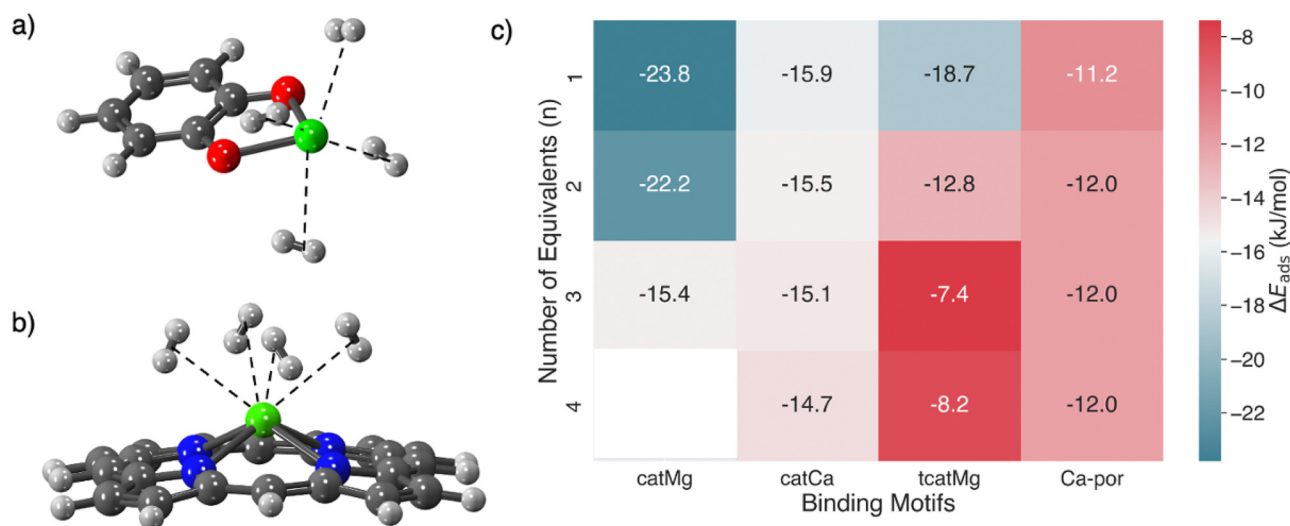 a)
b)
c)
Number of Equivalents (n)
1
2
3
4
-23.8 -15.9 -18.7 -11.2
-22.2 -15.5 -12.8 -12.0
-15.4 -15.1 -7.4 -12.0
-14.7 -8.2 -12.0
catMg catCa tcatMg Ca-por
Binding Motifs
−8
−10
−12
−14
−16
−18
−20
−22
ΔE_ads (kJ/mol)